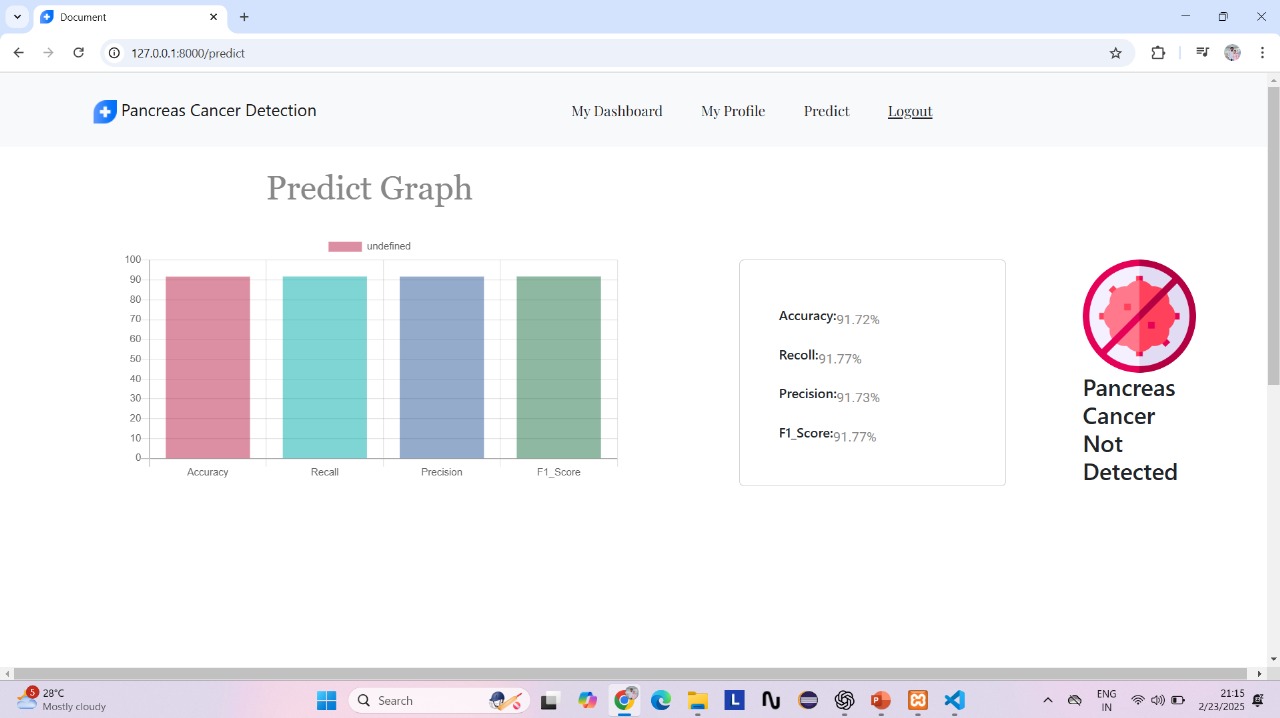 Document
127.0.0.1:8000/predict
Pancreas Cancer Detection
My Dashboard
My Profile
Predict
Logout
Predict Graph
undefined
100
90
80
70
60
50
40
30
20
10
0
Accuracy
Recall
Precision
F1_Score
Accuracy:91.72%
Recoll:91.77%
Precision:91.73%
F1_Score:91.77%
Pancreas
Cancer
Not
Detected
5
28°C
Mostly cloudy
Search
L
ENG
IN
21:15
2/23/2025